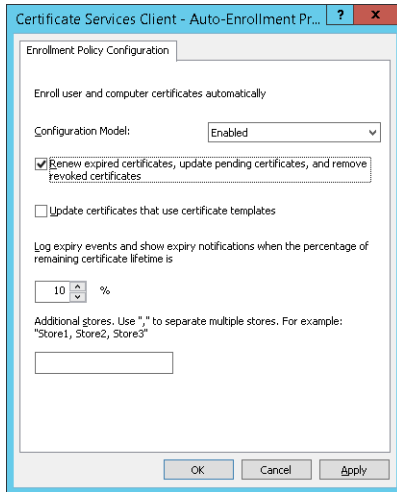 Certificate Services Client - Auto-Enrollment Pr... ? x
Enrollment Policy Configuration
Enroll user and computer certificates automatically
Configuration Model: Enabled
Renew expired certificates, update pending certificates, and remove
revoked certificates
Update certificates that use certificate templates
Log expiry events and show expiry notifications when the percentage of
remaining certificate lifetime is
10 %
Additional stores. Use "," to separate multiple stores. For example:
"Store1, Store2, Store3"
OK Cancel Apply